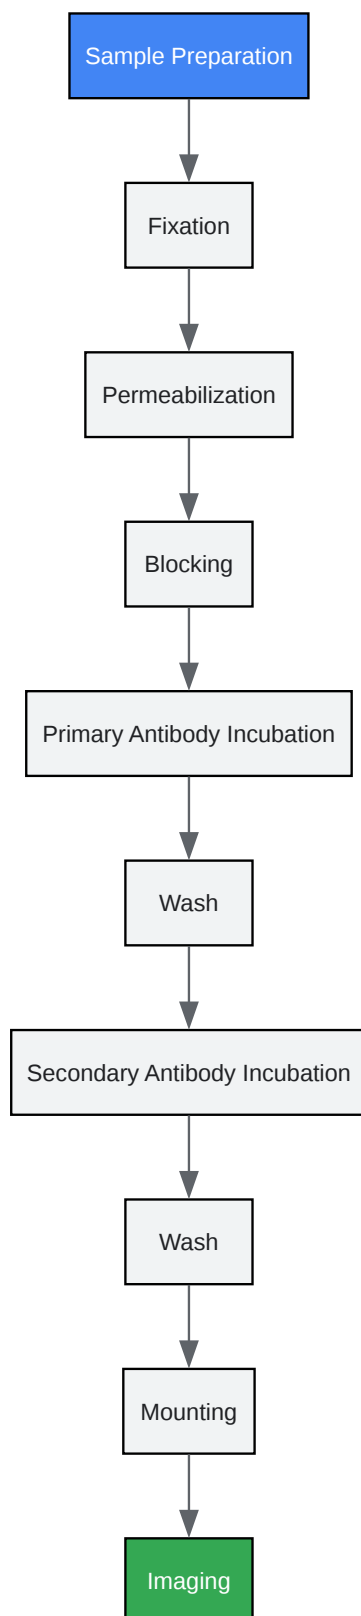 Sample Preparation
Fixation
Permeabilization
Blocking
Primary Antibody Incubation
Wash
Secondary Antibody Incubation
Wash
Mounting
Imaging